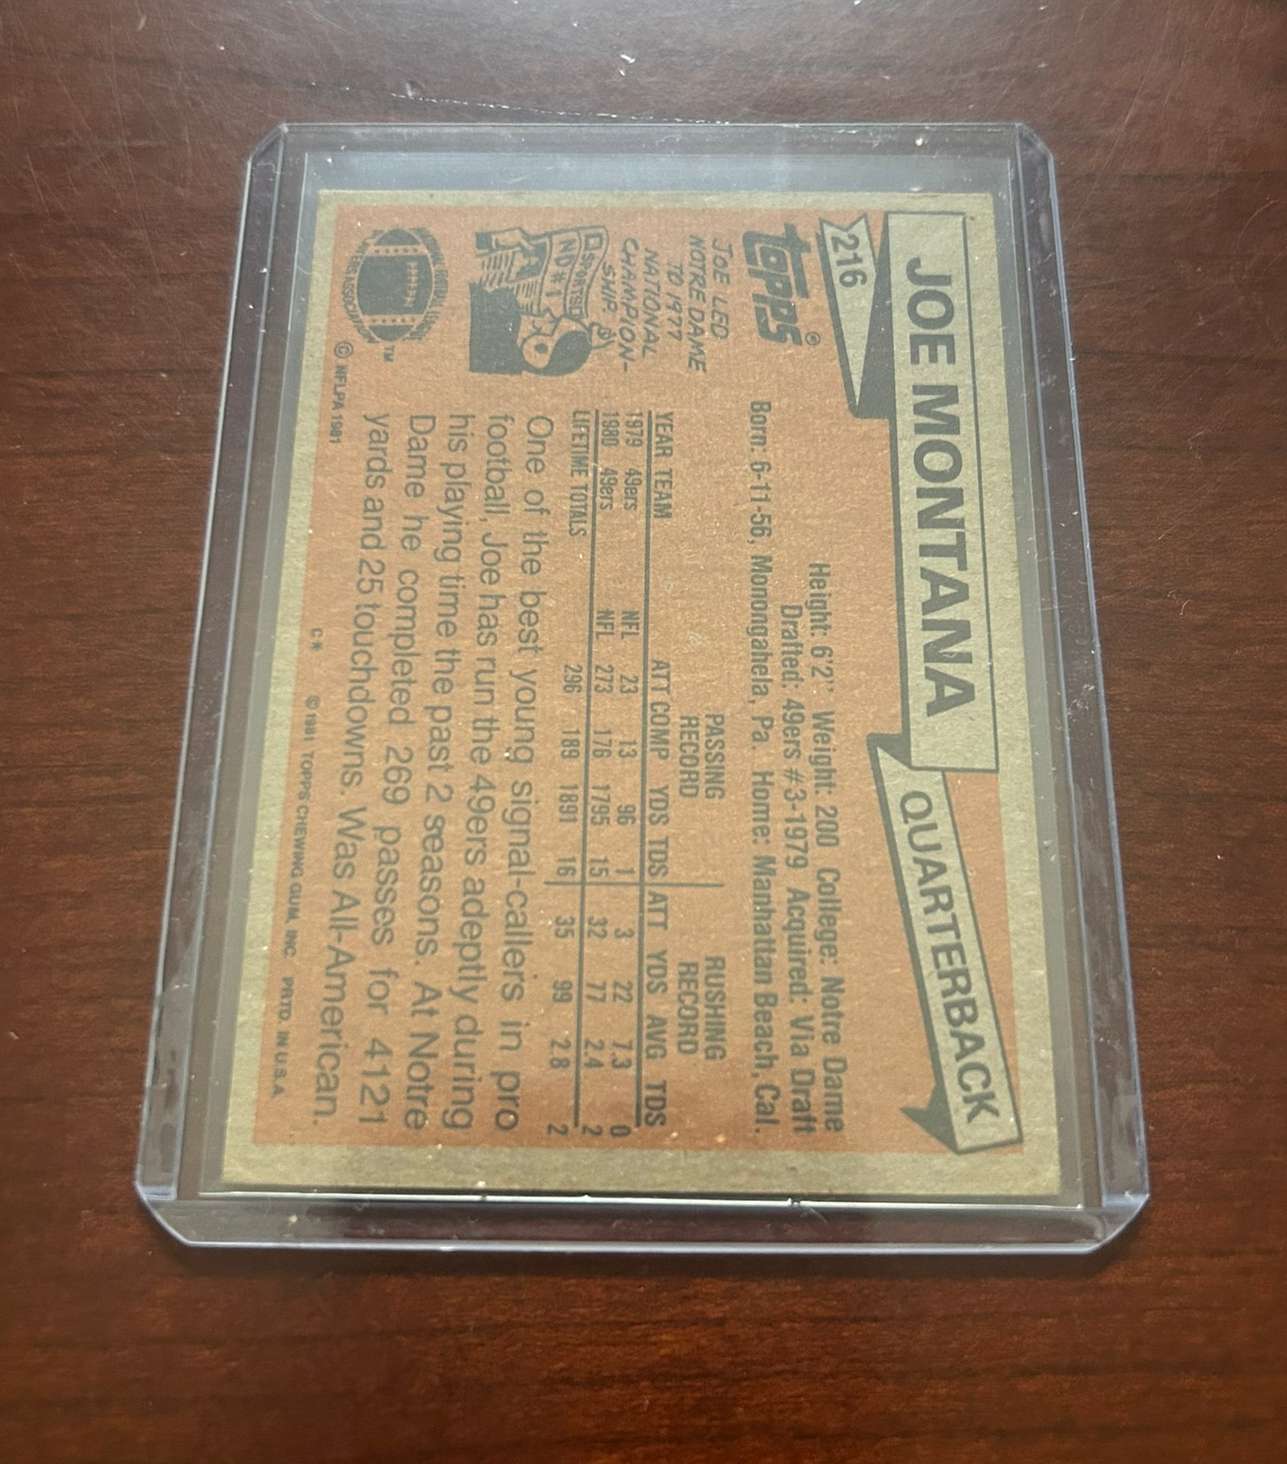 JOE MONTANA
QUARTERBACK
216
topps®
Height: 6'2" Weight: 200 College: Notre Dame
Drafted: 49ers #3-1979 Acquired: Via Draft
Born: 6-11-56, Monongahela, Pa. Home: Manhattan Beach, Cal.
JOE LED
NOTRE DAME
TO 1977
NATIONAL
CHAMPION-
SHIP.
SPORTS
ND #1
PASSING RUSHING
RECORD RECORD
YEAR TEAM ATT COMP YDS TDS ATT YDS AVG TDS
1979 49ers NFL 23 13 96 1 3 22 7.3 0
1980 49ers NFL 273 176 1795 15 32 77 2.4 2
LIFETIME TOTALS 296 189 1891 16 35 99 2.8 2
One of the best young signal-callers in pro
football, Joe has run the 49ers adeptly during
his playing time the past 2 seasons. At Notre
Dame he completed 269 passes for 4121
yards and 25 touchdowns. Was All-American.
TM
© NFLPA 1981
C* © 1981 TOPPS CHEWING GUM, INC. PRTD. IN U.S.A.